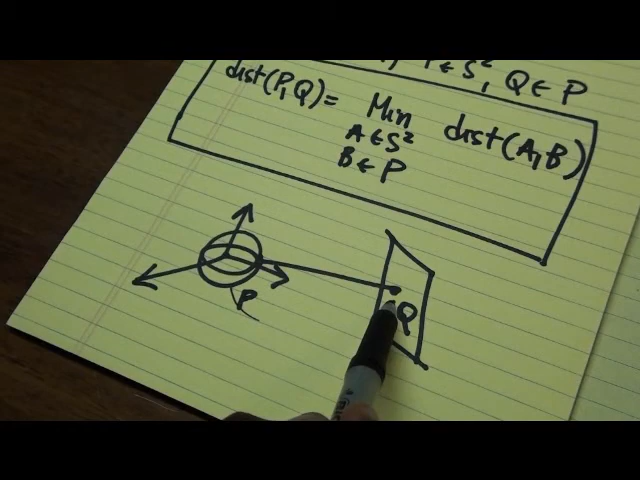 P ∈ S², Q ∈ P
dist(P,Q) = Min dist(A,B)
A ∈ S²
B ∈ P
P
Q